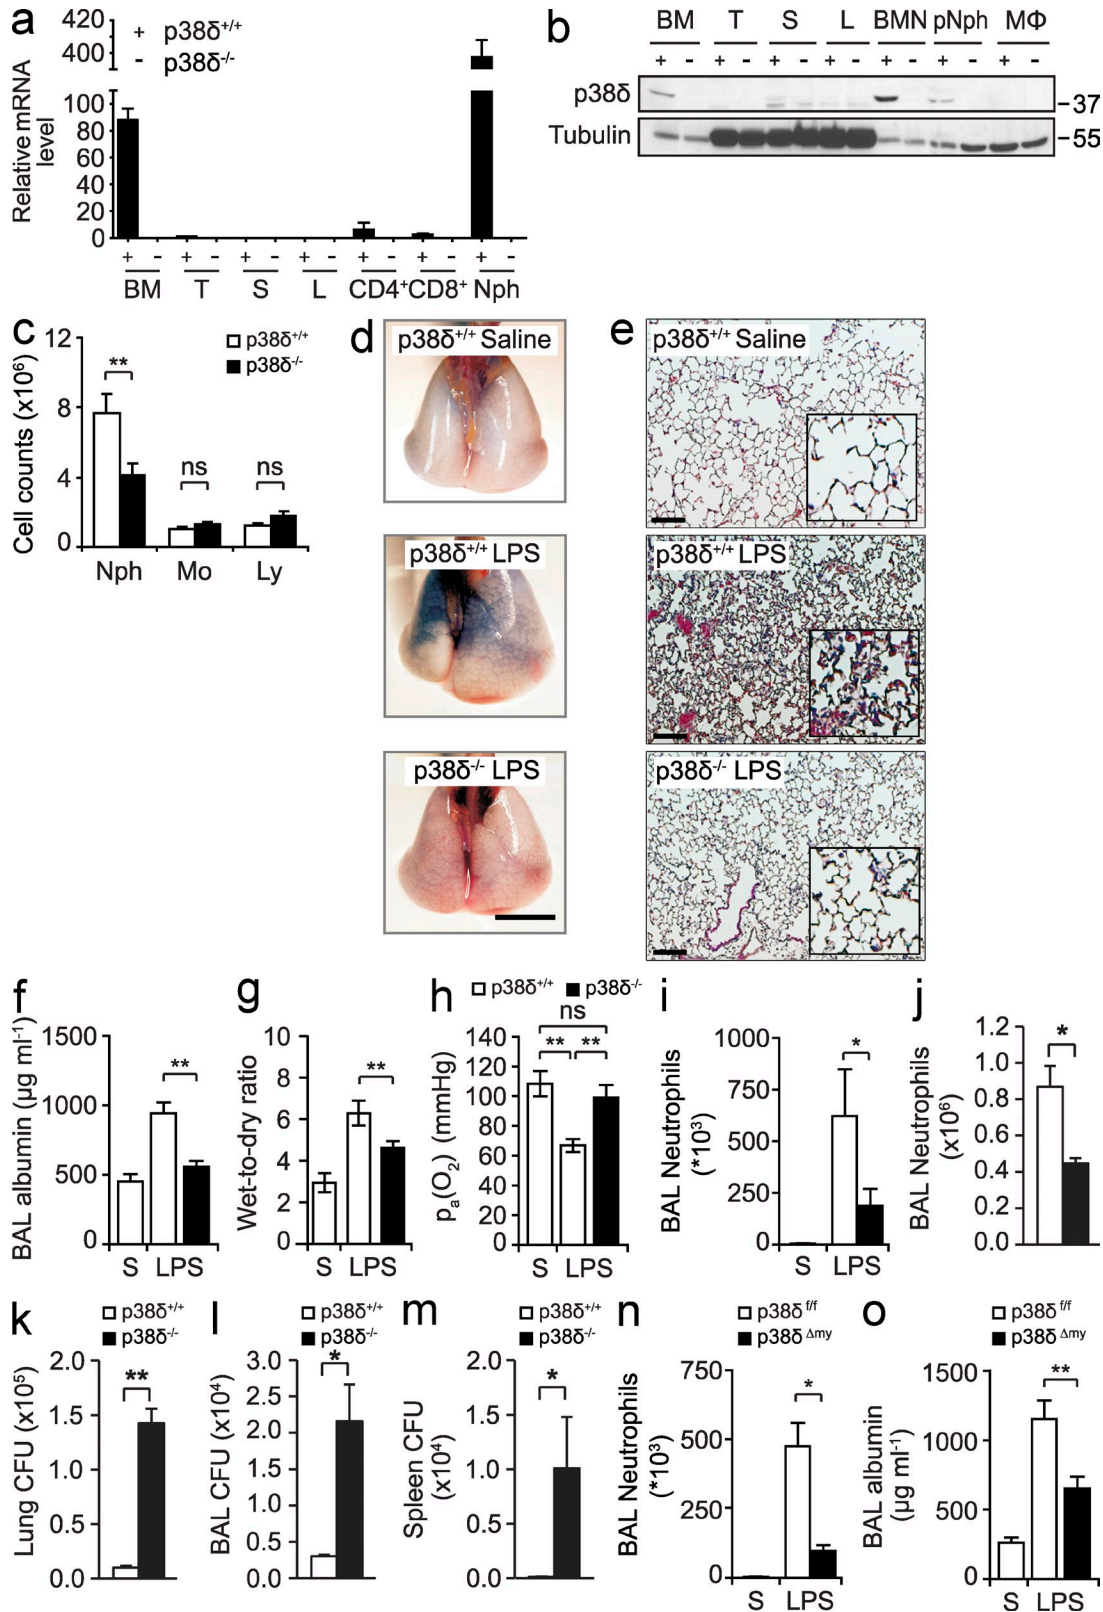 a
420
400
100
80
60
40
20
0
Relative mRNA
level
+ p38δ+/+
- p38δ-/-
+ - + - + - + - + - + - + -
BM T S L CD4+ CD8+ Nph
b
BM T S L BMN pNph MΦ
+ - + - + - + - + - + - + -
p38δ
-37
Tubulin
-55
c
12
8
4
0
Cell counts (x10⁶)
p38δ+/+
p38δ-/-
** ns ns
Nph Mo Ly
d
p38δ+/+ Saline
p38δ+/+ LPS
p38δ-/- LPS
e
p38δ+/+ Saline
p38δ+/+ LPS
p38δ-/- LPS
f
BAL albumin (µg ml-1)
1500
1000
500
0
**
S LPS
g
Wet-to-dry ratio
10
8
6
4
2
0
**
S LPS
h
p38δ+/+ p38δ-/-
pa(O2) (mmHg)
140
120
100
80
60
40
20
0
ns
** **
S LPS
i
BAL Neutrophils
(*10³)
1000
750
500
250
0
*
S LPS
j
BAL Neutrophils
(x10⁶)
1.2
1.0
0.8
0.6
0.4
0.2
0.0
*
k
p38δ+/+
p38δ-/-
Lung CFU (x10⁵)
2.0
1.5
1.0
0.5
0.0
**
l
p38δ+/+
p38δ-/-
BAL CFU (x10⁴)
3.0
2.5
2.0
1.5
1.0
0.5
0.0
*
m
p38δ+/+
p38δ-/-
Spleen CFU
(x10⁴)
2.0
1.5
1.0
0.5
0.0
*
n
p38δ f/f
p38δ Δmy
BAL Neutrophils
(*10³)
750
500
250
0
*
S LPS
o
p38δ f/f
p38δ Δmy
BAL albumin
(µg ml-1)
1500
1000
500
0
**
S LPS